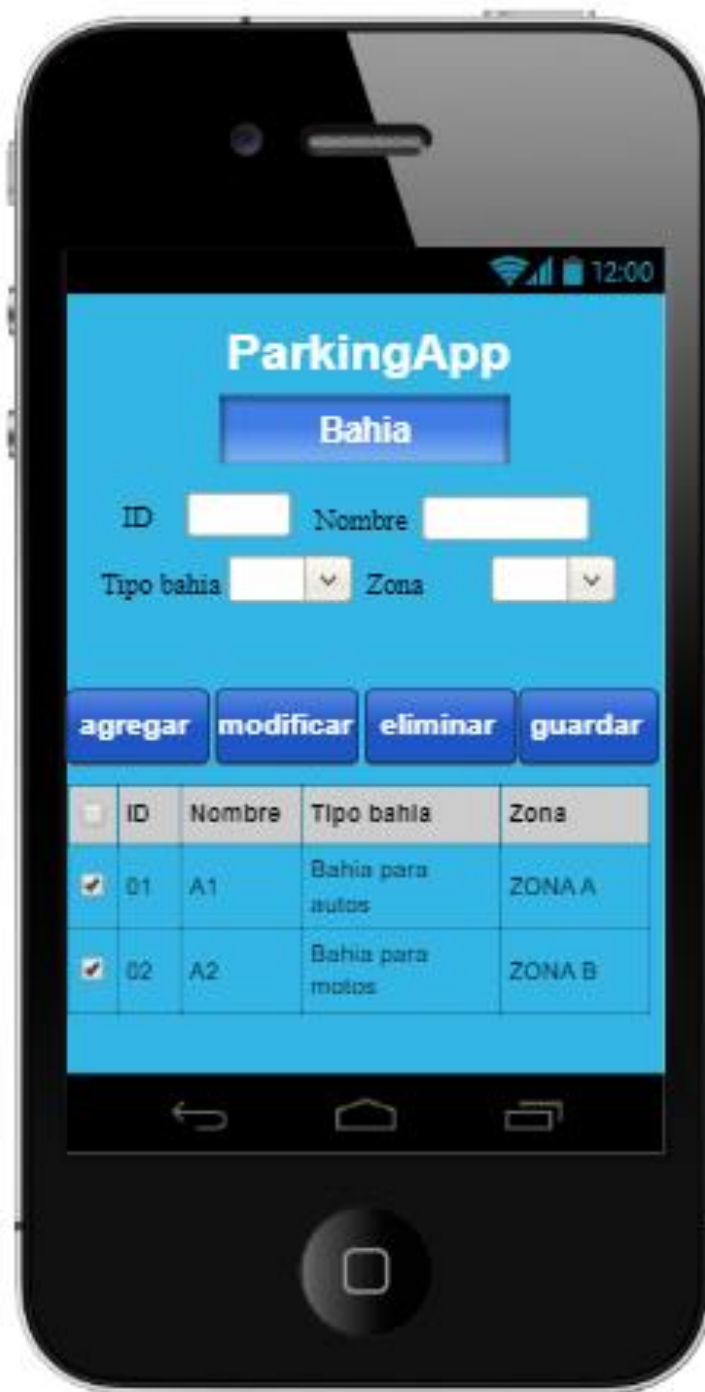 12:00
ParkingApp
Bahia
ID Nombre
Tipo bahia Zona
agregar modificar eliminar guardar
ID Nombre Tipo bahia Zona
01 A1 Bahia para autos ZONA A
02 A2 Bahia para motos ZONA B